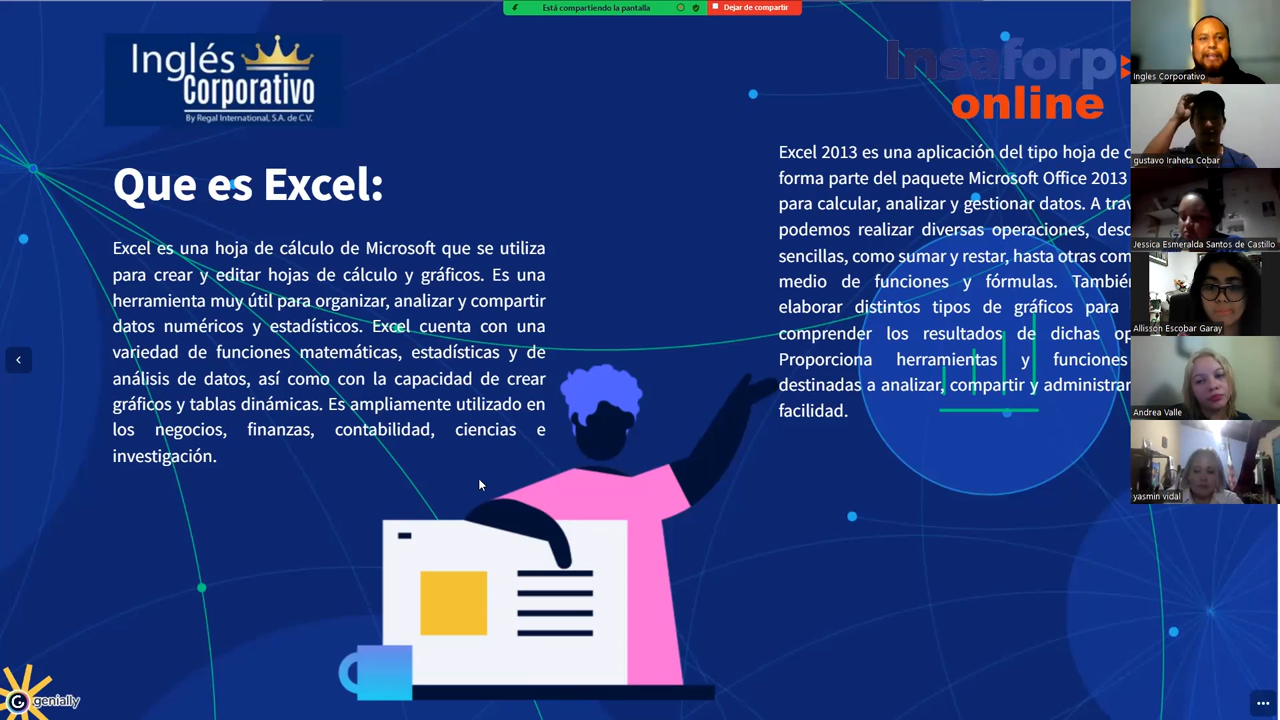 Está compartiendo la pantalla
Dejar de compartir
Inglés
Corporativo
By Regal International, S.A. de C.V.
Insaforp
online
Que es Excel:
Excel es una hoja de cálculo de Microsoft que se utiliza
para crear y editar hojas de cálculo y gráficos. Es una
herramienta muy útil para organizar, analizar y compartir
datos numéricos y estadísticos. Excel cuenta con una
variedad de funciones matemáticas, estadísticas y de
análisis de datos, así como con la capacidad de crear
gráficos y tablas dinámicas. Es ampliamente utilizado en
los negocios, finanzas, contabilidad, ciencias e
investigación.
Excel 2013 es una aplicación del tipo hoja de
forma parte del paquete Microsoft Office 2013
para calcular, analizar y gestionar datos. A
podemos realizar diversas operaciones,
sencillas, como sumar y restar, hasta otras
medio de funciones y fórmulas.
elaborar distintos tipos de gráficos para
comprender los resultados de dichas
Proporciona herramientas y funciones
destinadas a analizar, compartir y
facilidad.
Ingles Corporativo
gustavo Iraheta Cobar
Jessica Esmeralda Santos de Castillo
Allisson Escobar Garay
Andrea Valle
yasmin vidal
genially